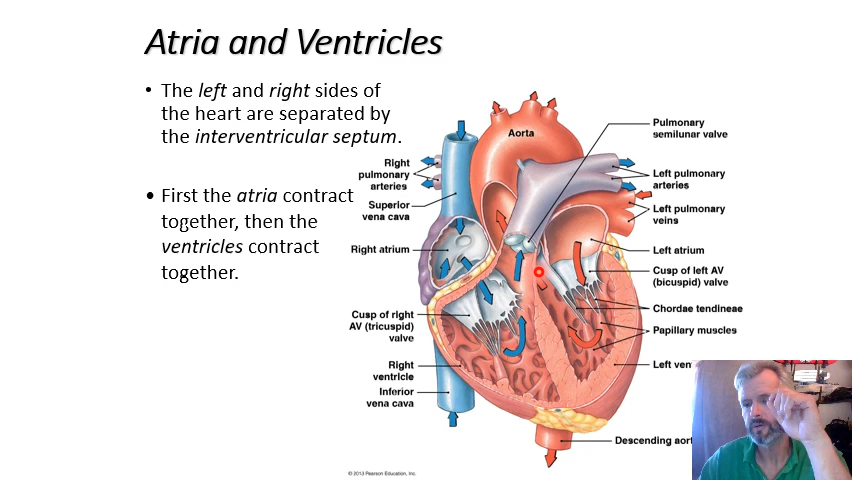 Atria and Ventricles
• The left and right sides of
the heart are separated by
the interventricular septum.
• First the atria contract
together, then the
ventricles contract
together.
Aorta
Right
pulmonary
arteries
Superior
vena cava
Right atrium
Cusp of right
AV (tricuspid)
valve
Right
ventricle
Inferior
vena cava
Pulmonary
semilunar valve
Left pulmonary
arteries
Left pulmonary
veins
Left atrium
Cusp of left AV
(bicuspid) valve
Chordae tendineae
Papillary muscles
Left ven
Descending aort
© 2013 Pearson Education, Inc.